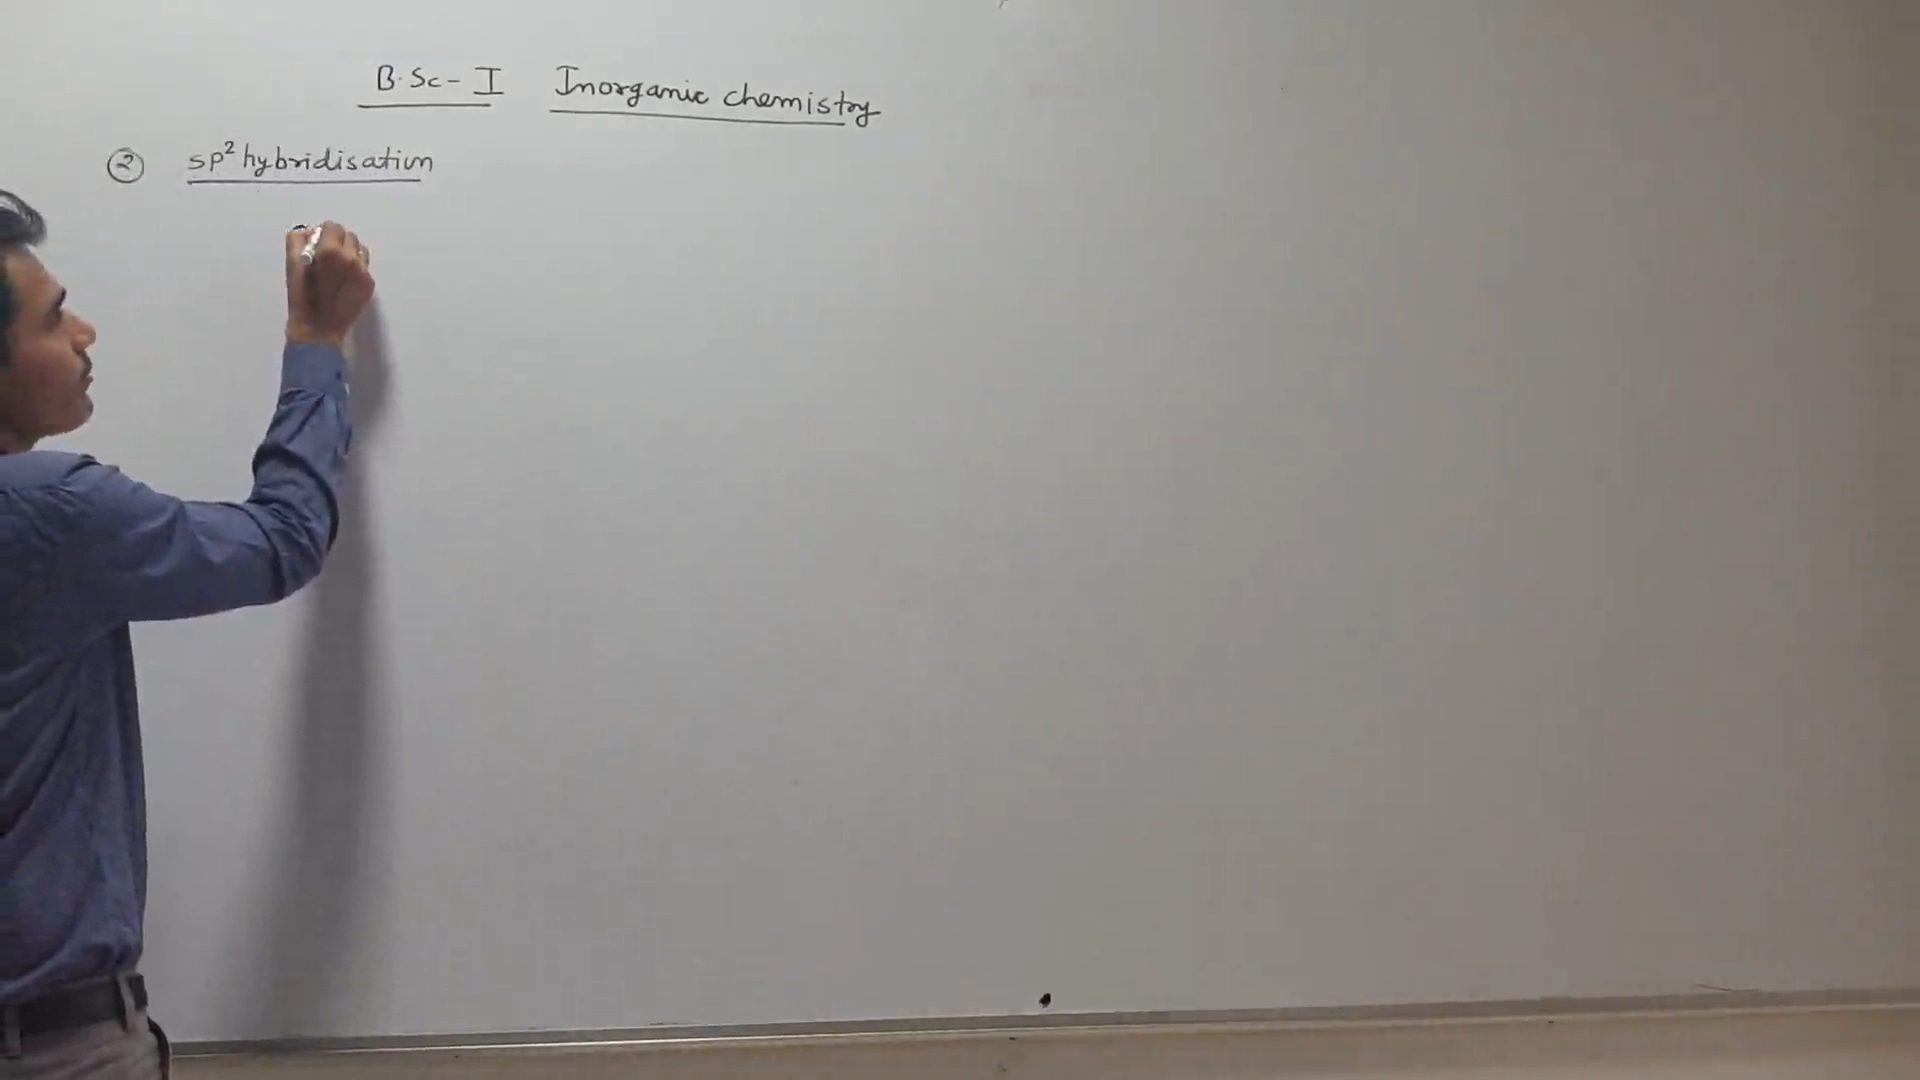 B.Sc- I Inorganic chemistry
② sp² hybridisation